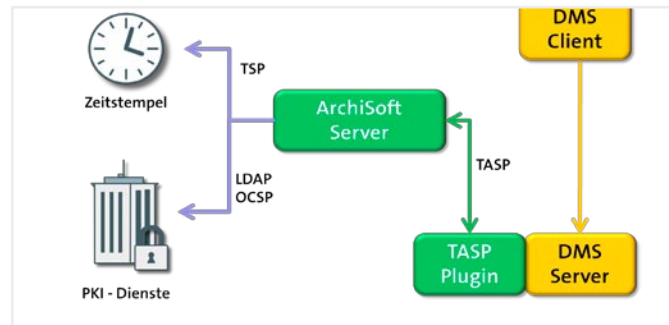 DMS
Client
TSP
Zeitstempel
ArchiSoft
Server
LDAP
OCSP
TASP
TASP
Plugin
DMS
Server
PKI - Dienste